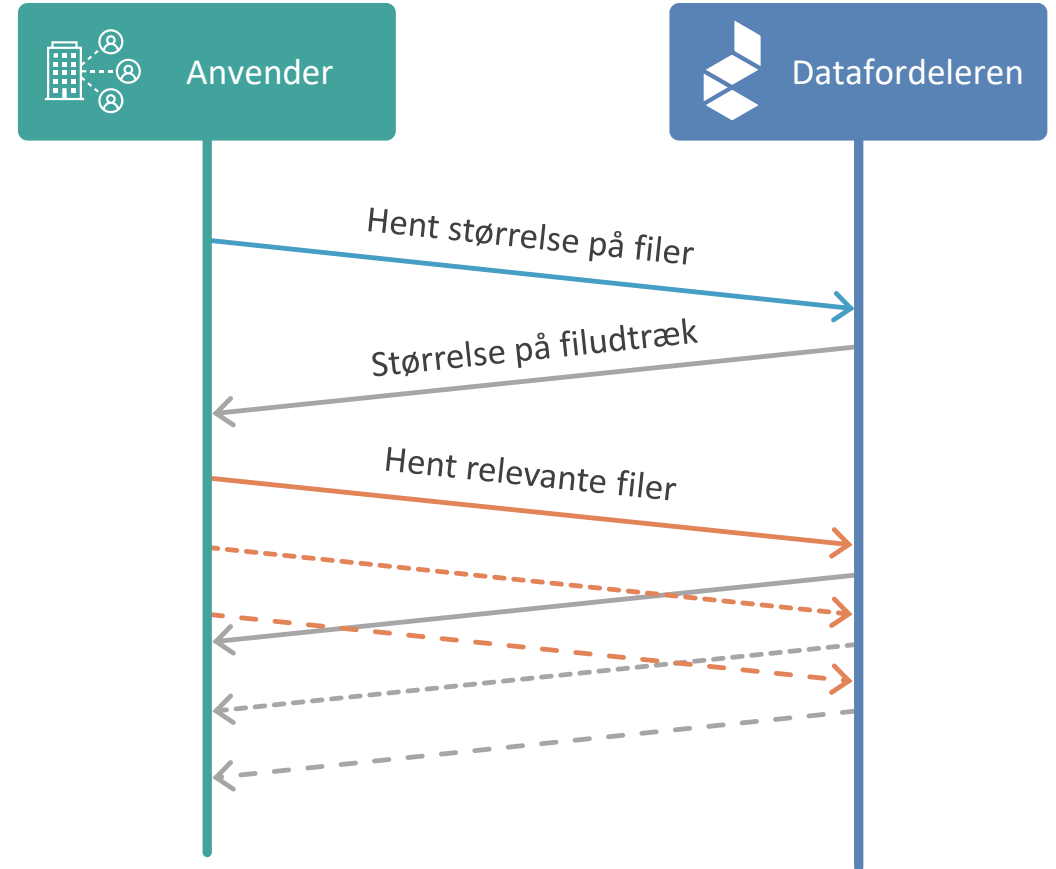 Anvender
Datafordeleren
Hent størrelse på filer
Størrelse på filudtræk
Hent relevante filer